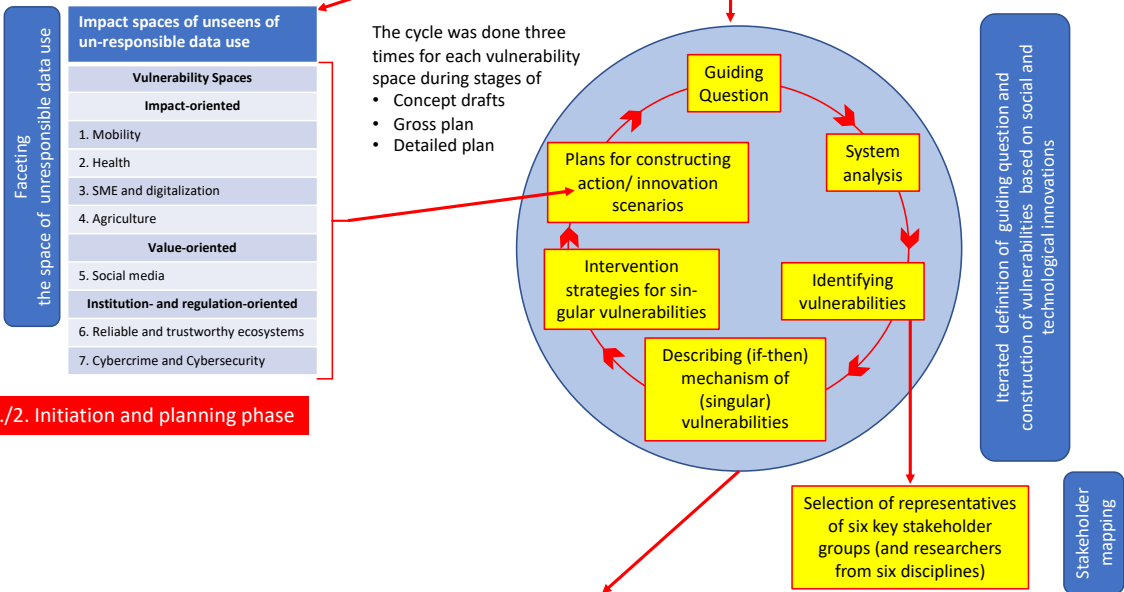 Faceting
the space of unresponsible data use
Impact spaces of unseens of
un-responsible data use
Vulnerability Spaces
Impact-oriented
1. Mobility
2. Health
3. SME and digitalization
4. Agriculture
Value-oriented
5. Social media
Institution- and regulation-oriented
6. Reliable and trustworthy ecosystems
7. Cybercrime and Cybersecurity
./2. Initiation and planning phase
The cycle was done three
times for each vulnerability
space during stages of
• Concept drafts
• Gross plan
• Detailed plan
Guiding
Question
System
analysis
Identifying
vulnerabilities
Describing (if-then)
mechanism of
(singular)
vulnerabilities
Intervention
strategies for sin-
gular vulnerabilities
Plans for constructing
action/ innovation
scenarios
Selection of representatives
of six key stakeholder
groups (and researchers
from six disciplines)
Iterated definition of guiding question and
construction of vulnerabilities based on social and
technological innovations
Stakeholder
mapping